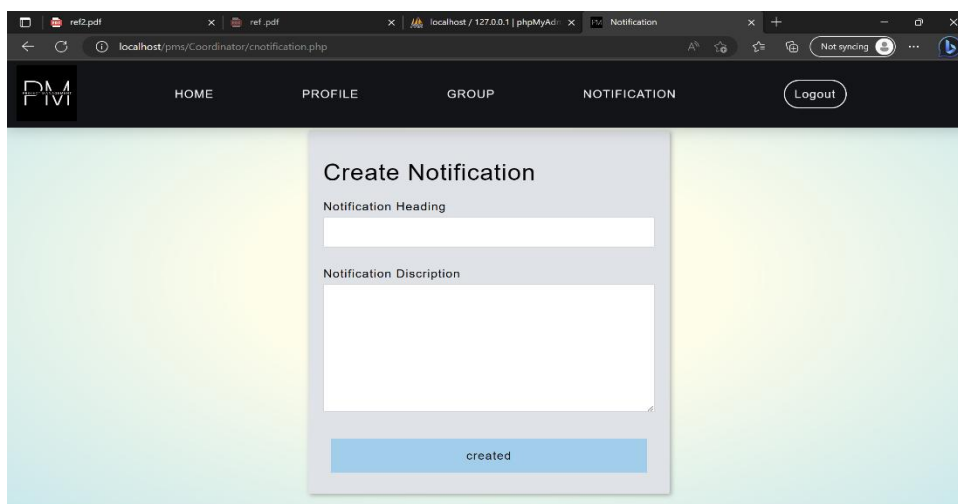 ref2.pdf ref .pdf localhost / 127.0.0.1 | phpMyAdn Notification
localhost/pms/Coordinator/cnotification.php Not syncing
PM HOME PROFILE GROUP NOTIFICATION Logout
Create Notification
Notification Heading
Notification Discription
created